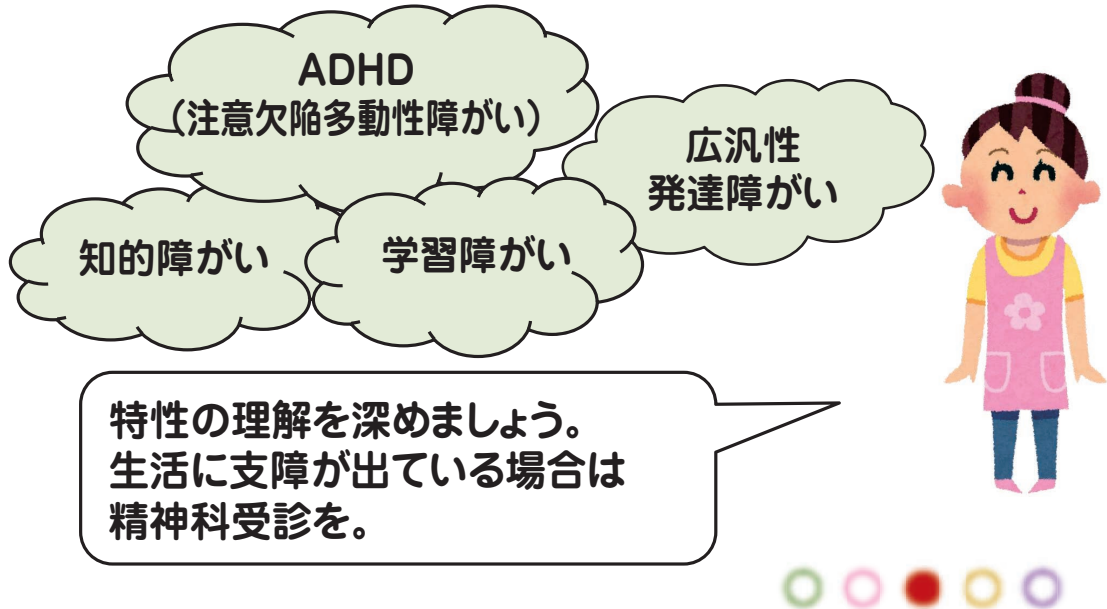 ADHD
（注意欠陥多動性障がい）
広汎性
発達障がい
知的障がい
学習障がい
特性の理解を深めましょう。
生活に支障が出ている場合は
精神科受診を。